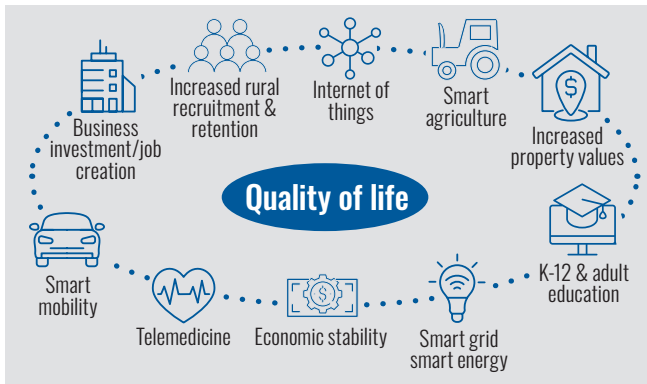 Business
investment/job
creation
Increased rural
recruitment &
retention
Internet of
things
Smart
agriculture
$
Increased
property values
Quality of life
Smart
mobility
Telemedicine
$
Economic stability
Smart grid
smart energy
K-12 & adult
education